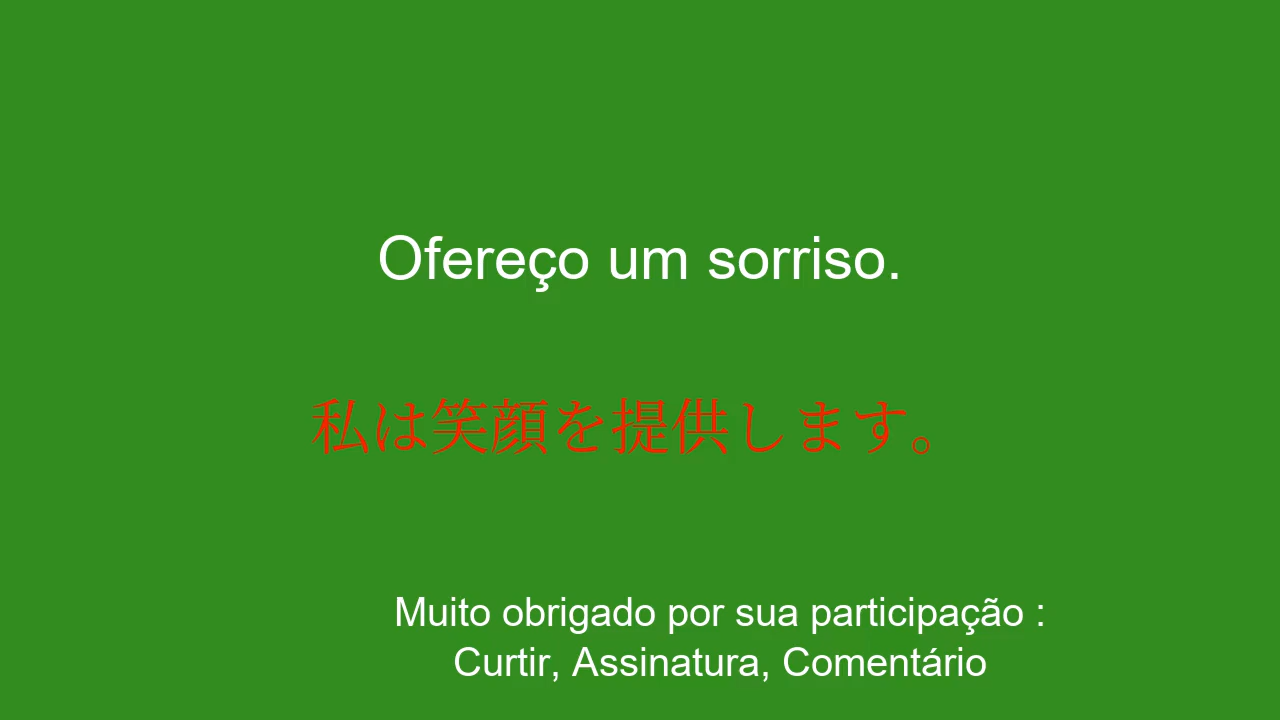 Ofereço um sorriso.
私は笑顔を提供します。
Muito obrigado por sua participação :
Curtir, Assinatura, Comentário